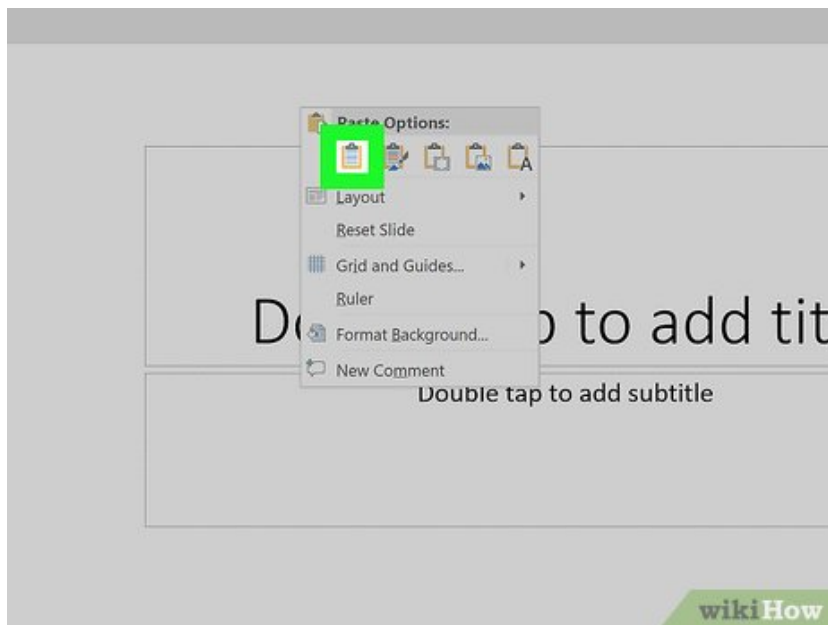 Paste Options:
Layout
Reset Slide
Grid and Guides...
Ruler
Format Background...
New Comment
to add tit
Double tap to add subtitle
wikiHow